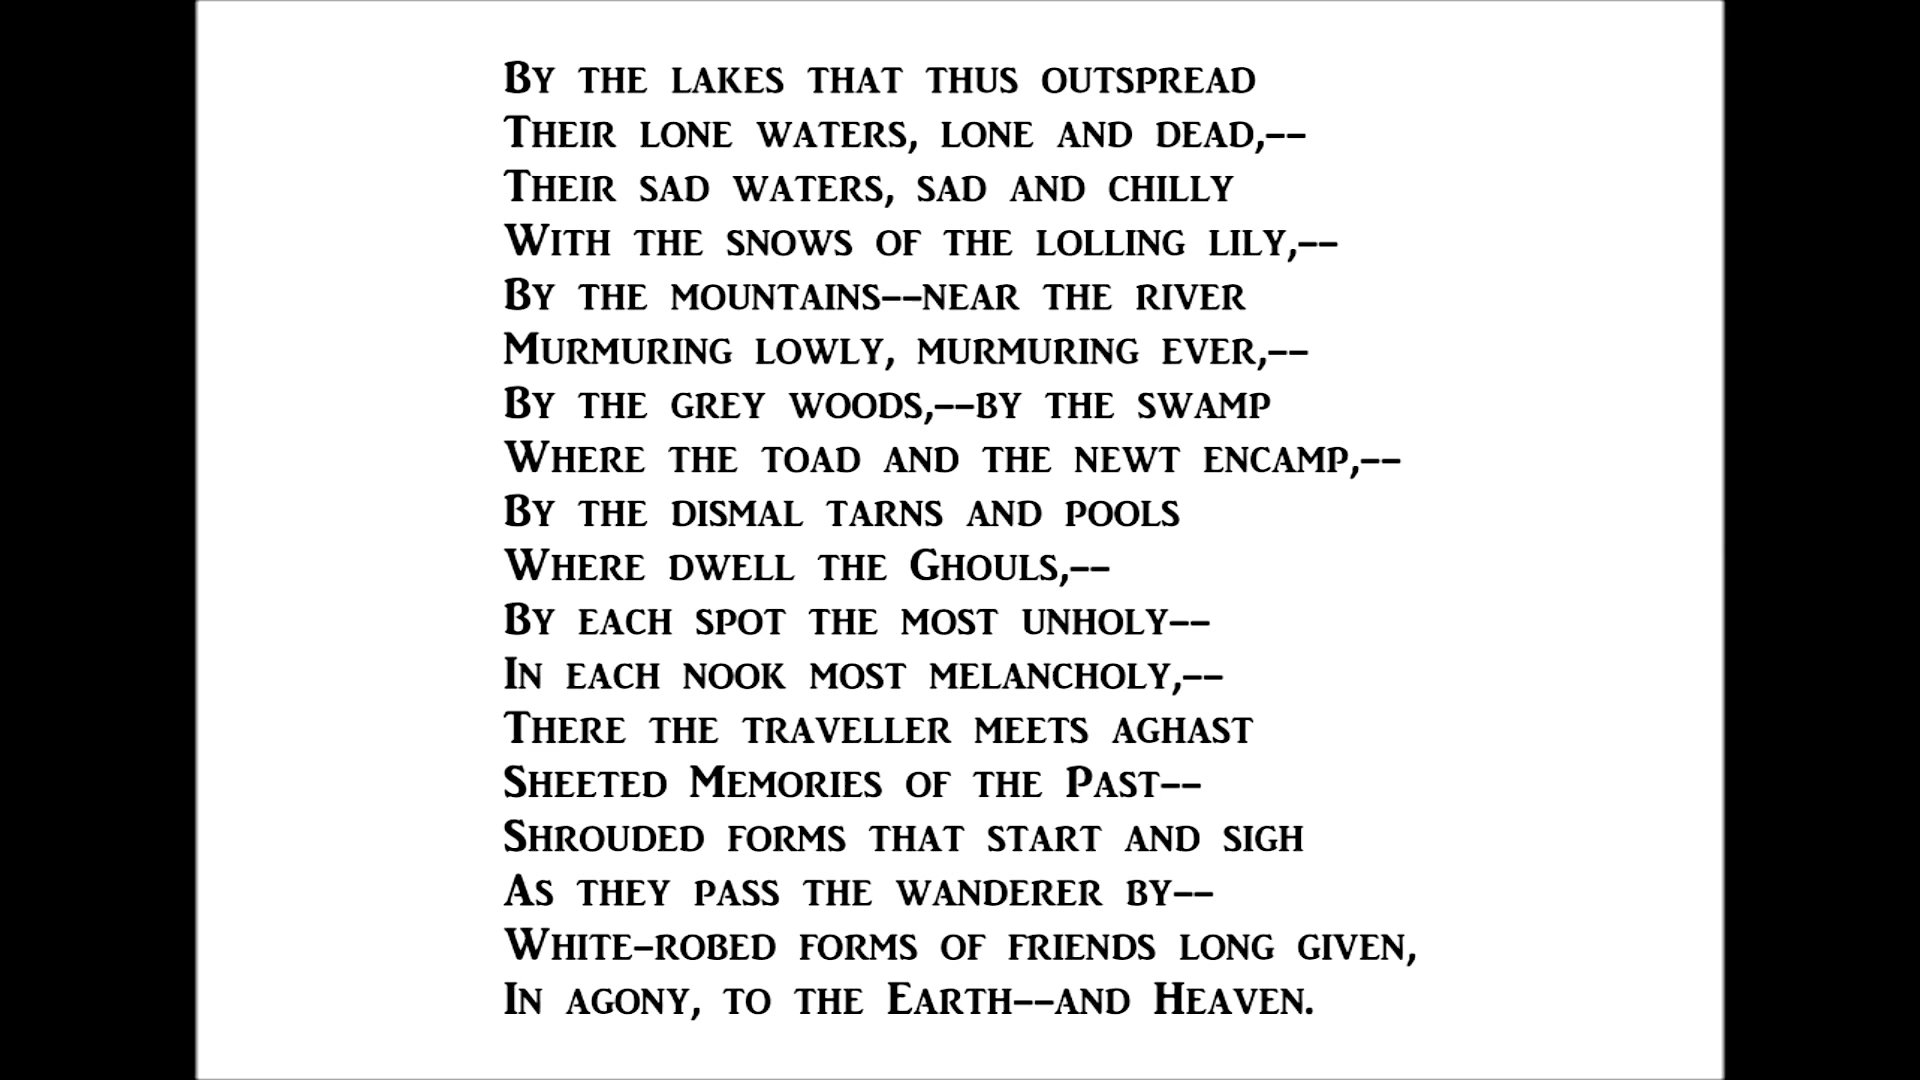 By the lakes that thus outspread
Their lone waters, lone and dead,--
Their sad waters, sad and chilly
With the snows of the lolling lily,--
By the mountains--near the river
Murmuring lowly, murmuring ever,--
By the grey woods,--by the swamp
Where the toad and the newt encamp,--
By the dismal tarns and pools
Where dwell the Ghouls,--
By each spot the most unholy--
In each nook most melancholy,--
There the traveller meets aghast
Sheeted Memories of the Past--
Shrouded forms that start and sigh
As they pass the wanderer by--
White-robed forms of friends long given,
In agony, to the Earth--and Heaven.